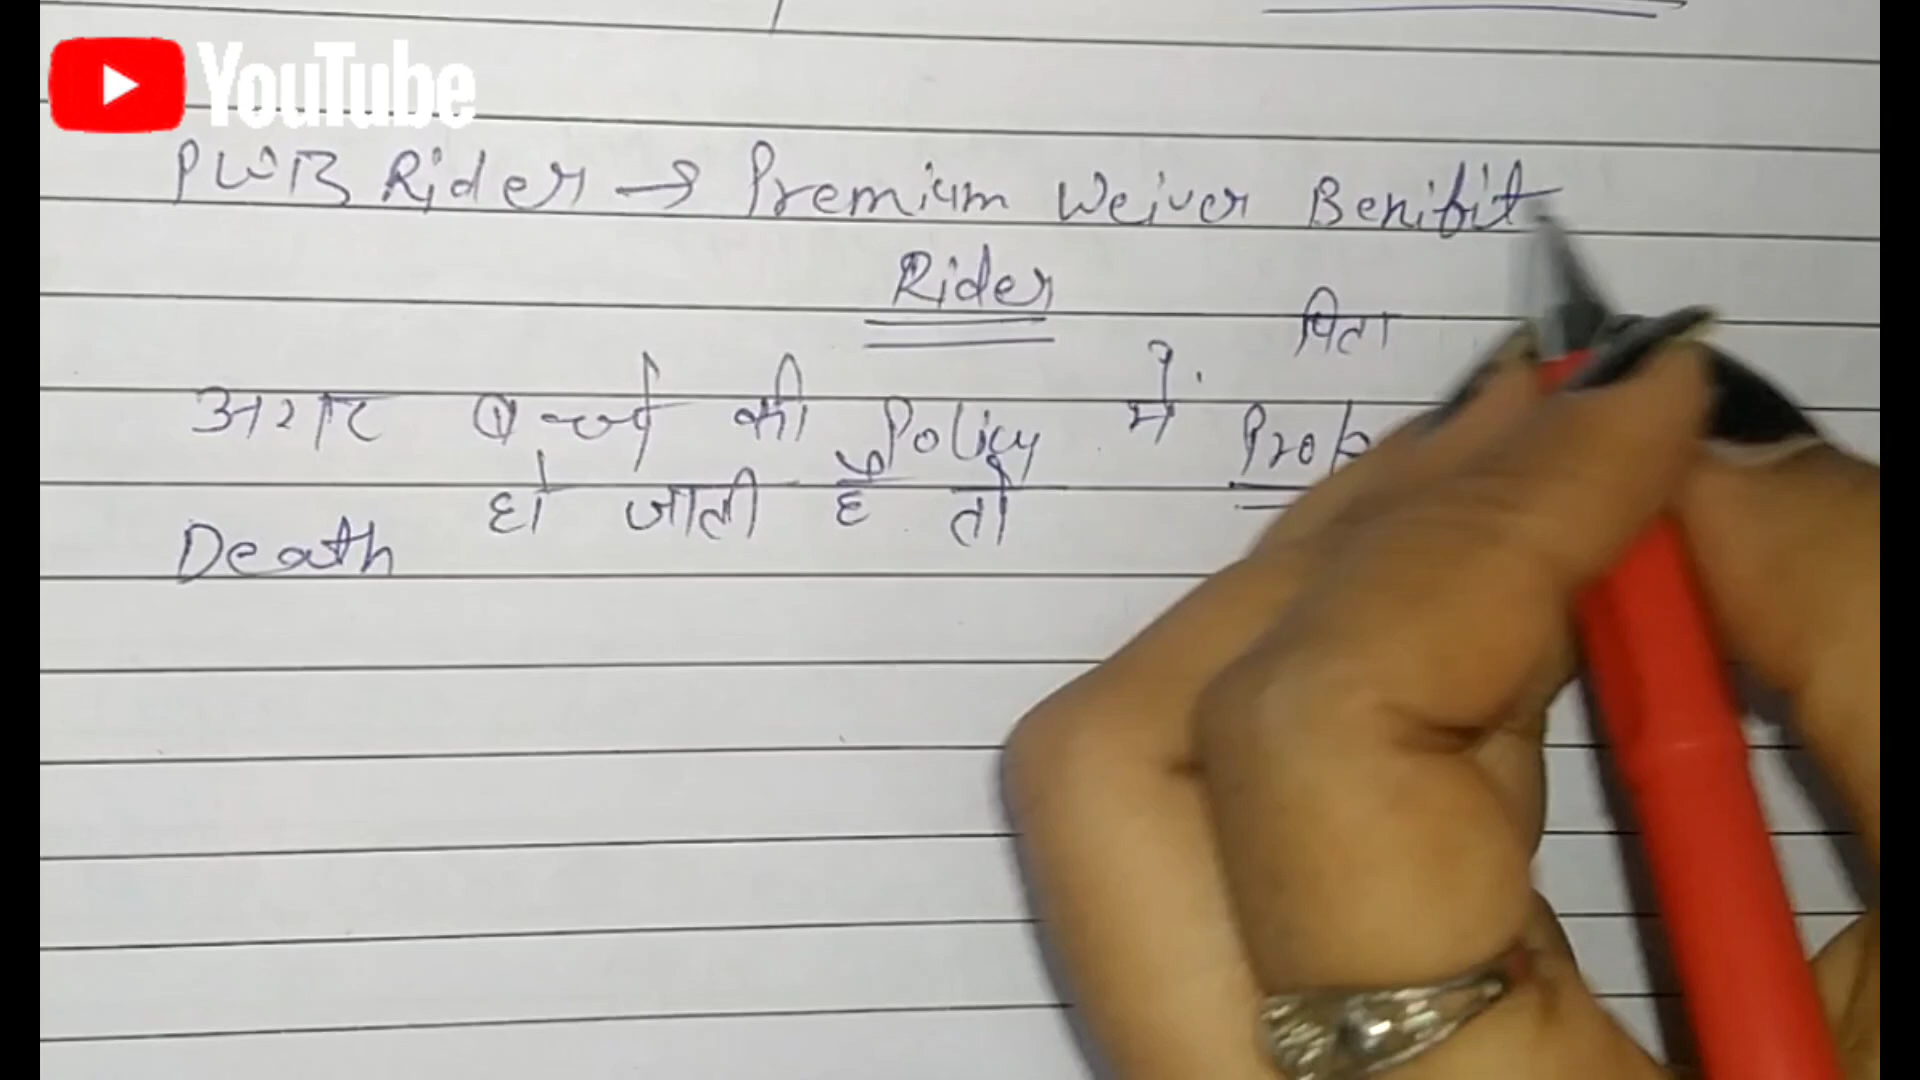 YouTube
PWB Rider → Premium Weiver Benifit
Rider
पिता
अगर बच्चे की Policy में Prop
Death हो जाती है तो